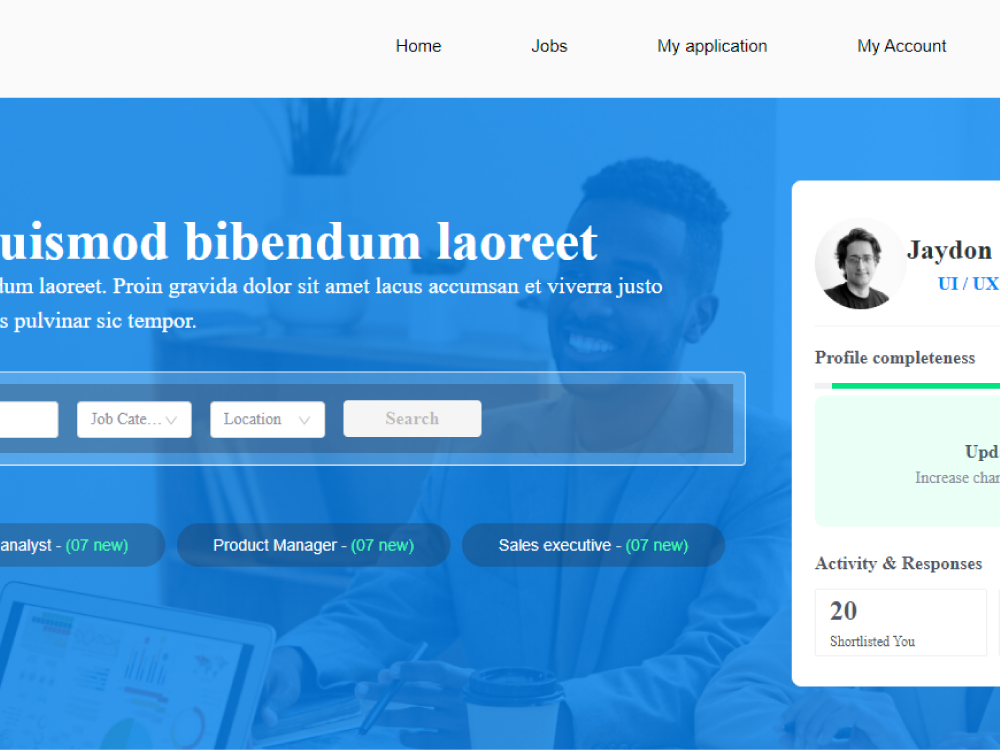 Home Jobs My application My Account
uismod bibendum laoreet
dum laoreet. Proin gravida dolor sit amet lacus accumsan et viverra justo
s pulvinar sic tempor.
Job Cate... Location Search
analyst - (07 new) Product Manager - (07 new) Sales executive - (07 new)
Jaydon
UI / UX
Profile completeness
Upd
Increase char
Activity & Responses
20
Shortlisted You